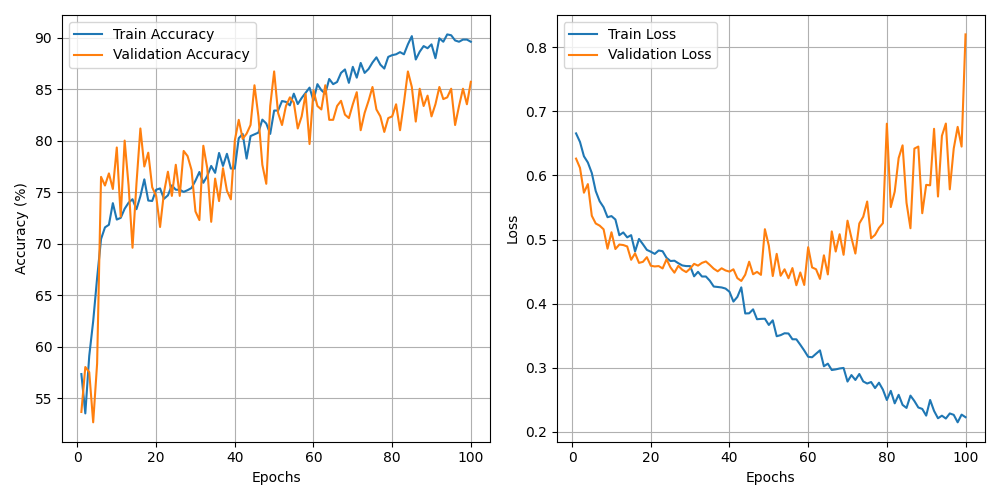 Train Accuracy
Validation Accuracy
90
85
80
75
70
65
60
55
Accuracy (%)
0 20 40 60 80 100
Epochs
Train Loss
Validation Loss
0.8
0.7
0.6
0.5
0.4
0.3
0.2
Loss
0 20 40 60 80 100
Epochs